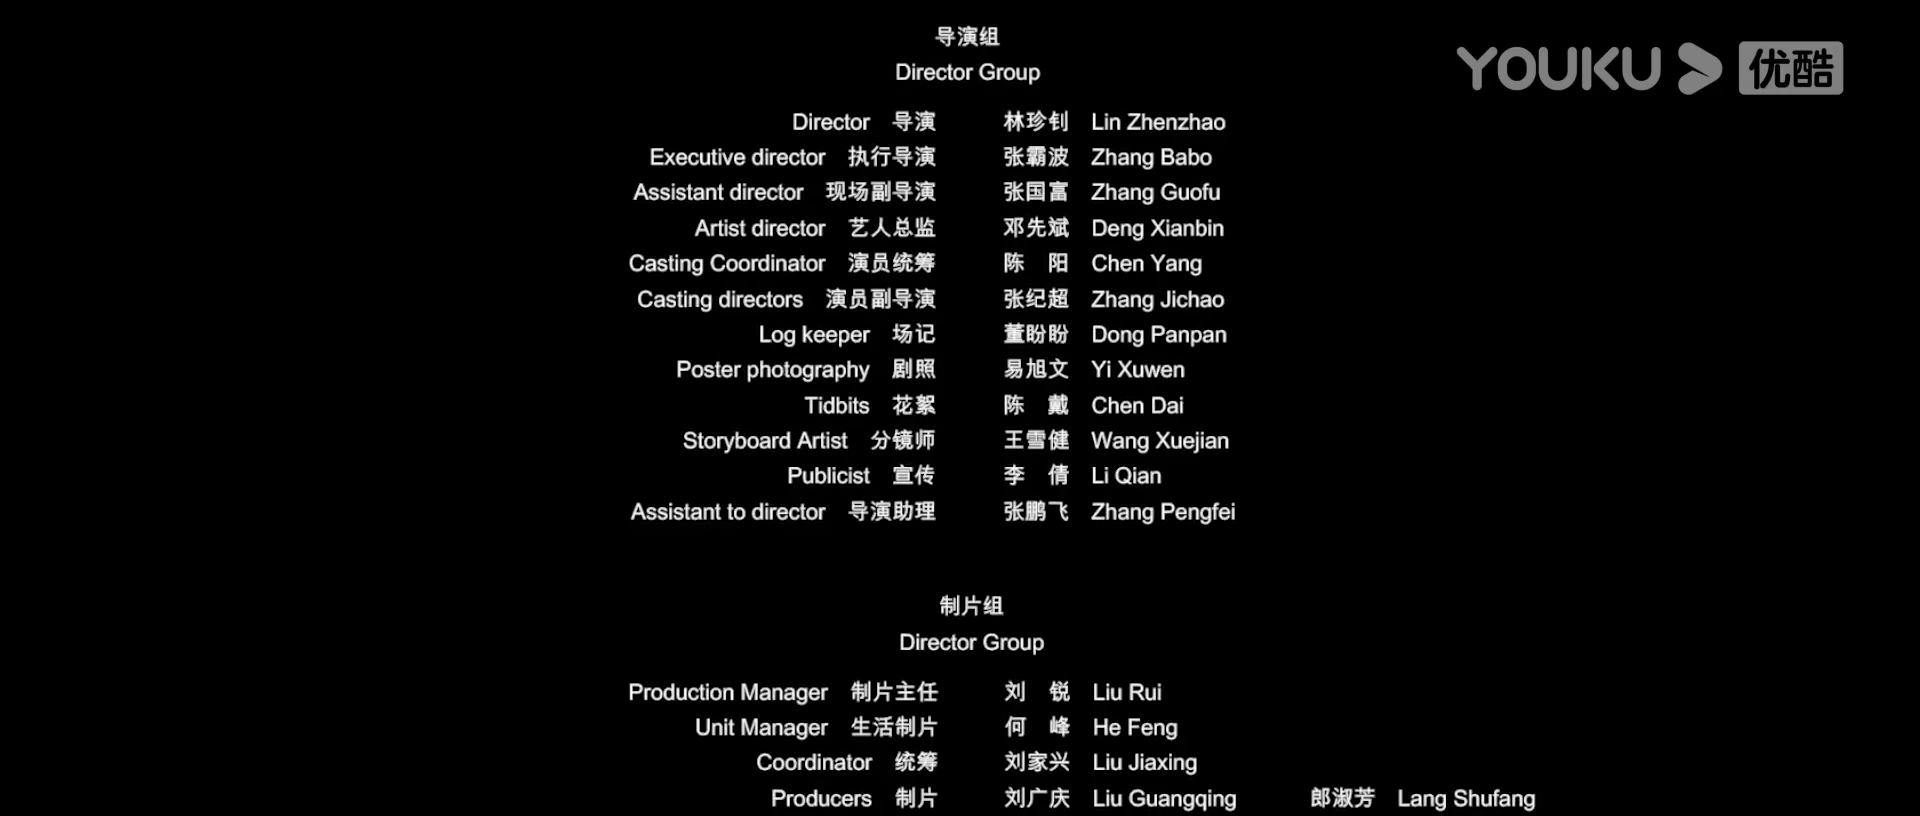 导演组
Director Group
YOUKU 优酷
Director 导演 林珍钊 Lin Zhenzhao
Executive director 执行导演 张霸波 Zhang Babo
Assistant director 现场副导演 张国富 Zhang Guofu
Artist director 艺人总监 邓先斌 Deng Xianbin
Casting Coordinator 演员统筹 陈 阳 Chen Yang
Casting directors 演员副导演 张纪超 Zhang Jichao
Log keeper 场记 董盼盼 Dong Panpan
Poster photography 剧照 易旭文 Yi Xuwen
Tidbits 花絮 陈 戴 Chen Dai
Storyboard Artist 分镜师 王雪健 Wang Xuejian
Publicist 宣传 李 倩 Li Qian
Assistant to director 导演助理 张鹏飞 Zhang Pengfei
制片组
Director Group
Production Manager 制片主任 刘 锐 Liu Rui
Unit Manager 生活制片 何 峰 He Feng
Coordinator 统筹 刘家兴 Liu Jiaxing
Producers 制片 刘广庆 Liu Guangqing 郎淑芳 Lang Shufang